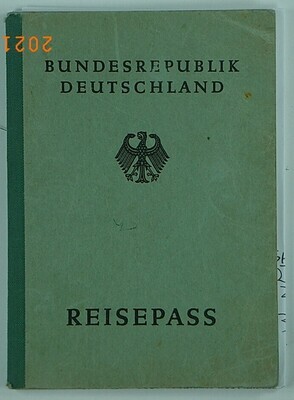 2021
BUNDESREPUBLIK
DEUTSCHLAND
REISEPASS